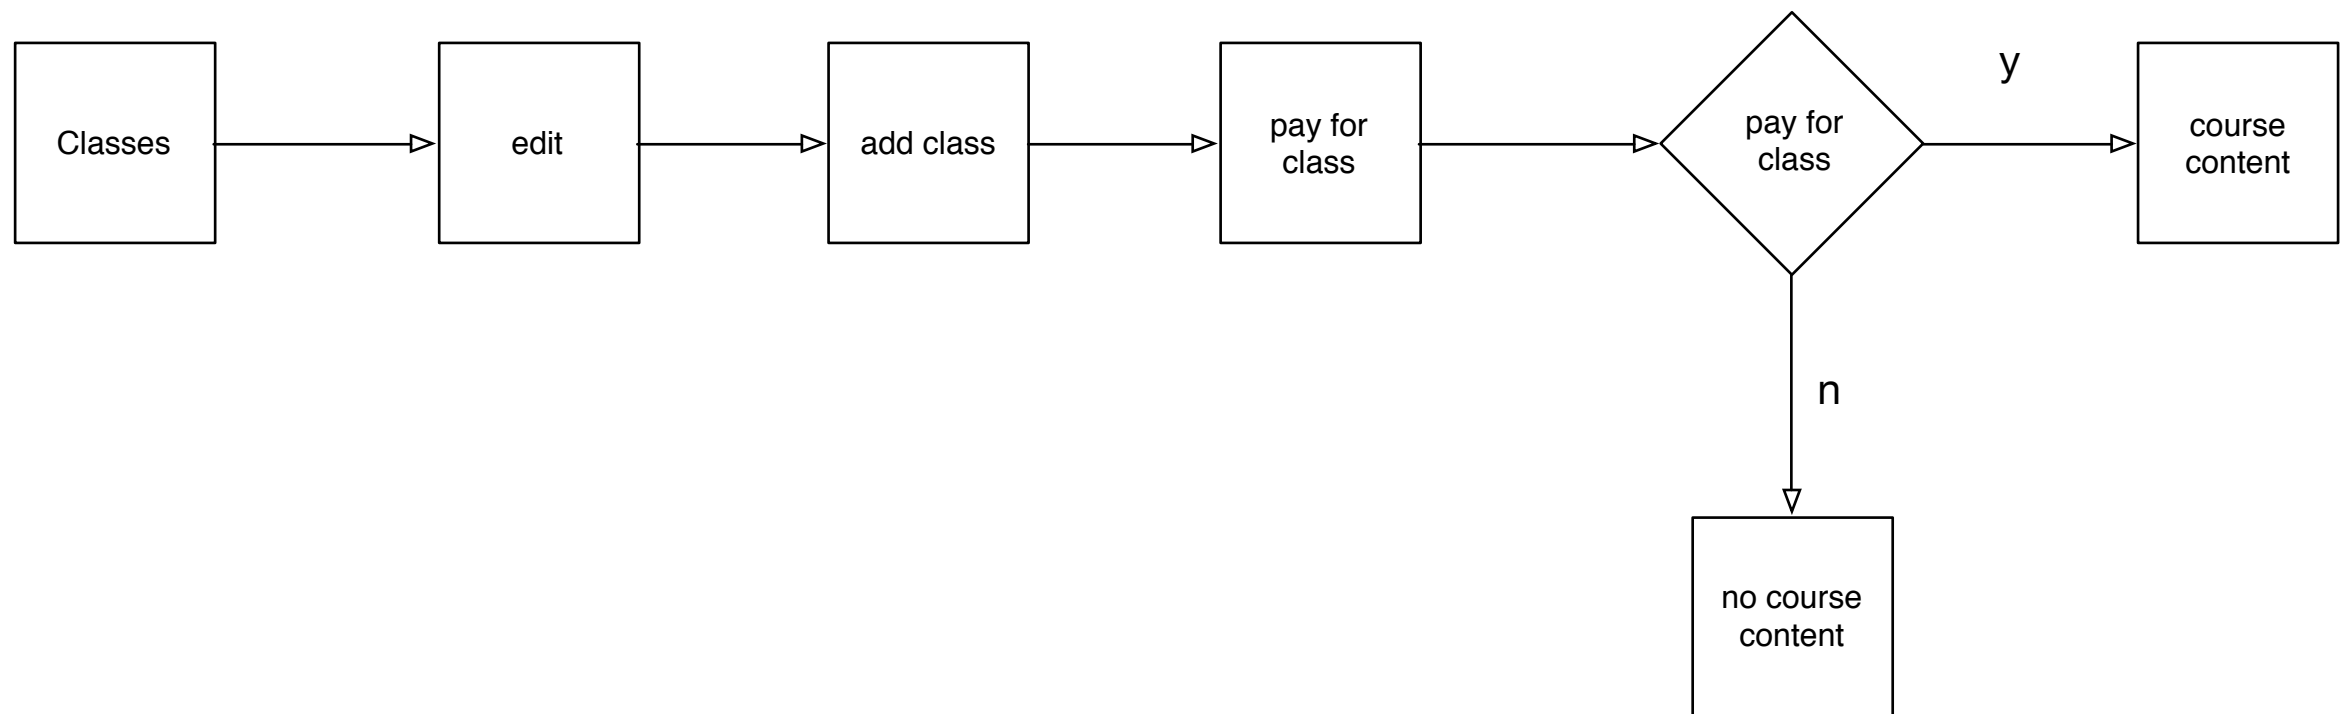 Classes
edit
add class
pay for
class
pay for
class
y
course
content
n
no course
content